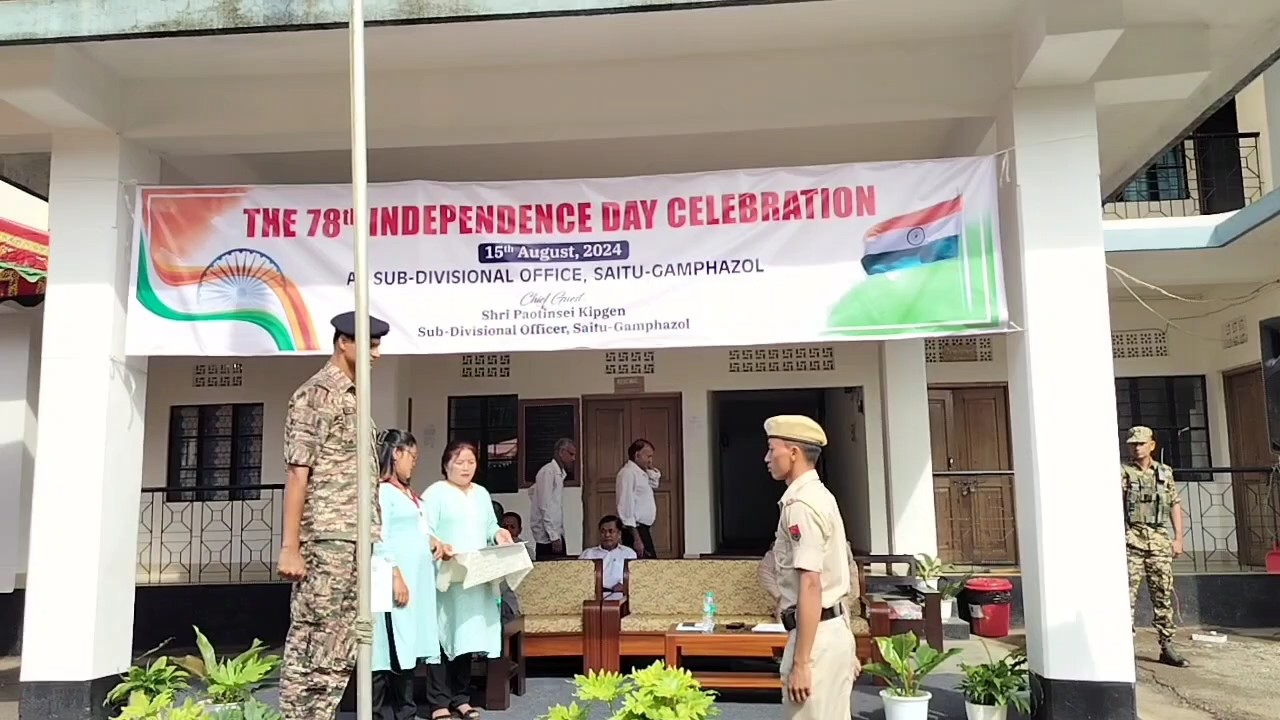 THE 78th INDEPENDENCE DAY CELEBRATION
15th August, 2024
SUB-DIVISIONAL OFFICE, SAITU-GAMPHAZOL
Chief Guest
Shri Paotinsei Kipgen
Sub-Divisional Officer, Saitu-Gamphazol